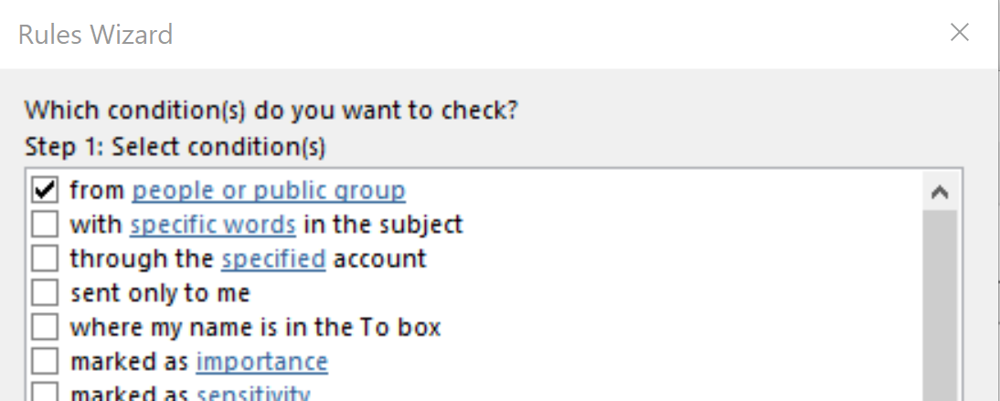 Rules Wizard
Which condition(s) do you want to check?
Step 1: Select condition(s)
from people or public group
with specific words in the subject
through the specified account
sent only to me
where my name is in the To box
marked as importance
marked as sensitivity